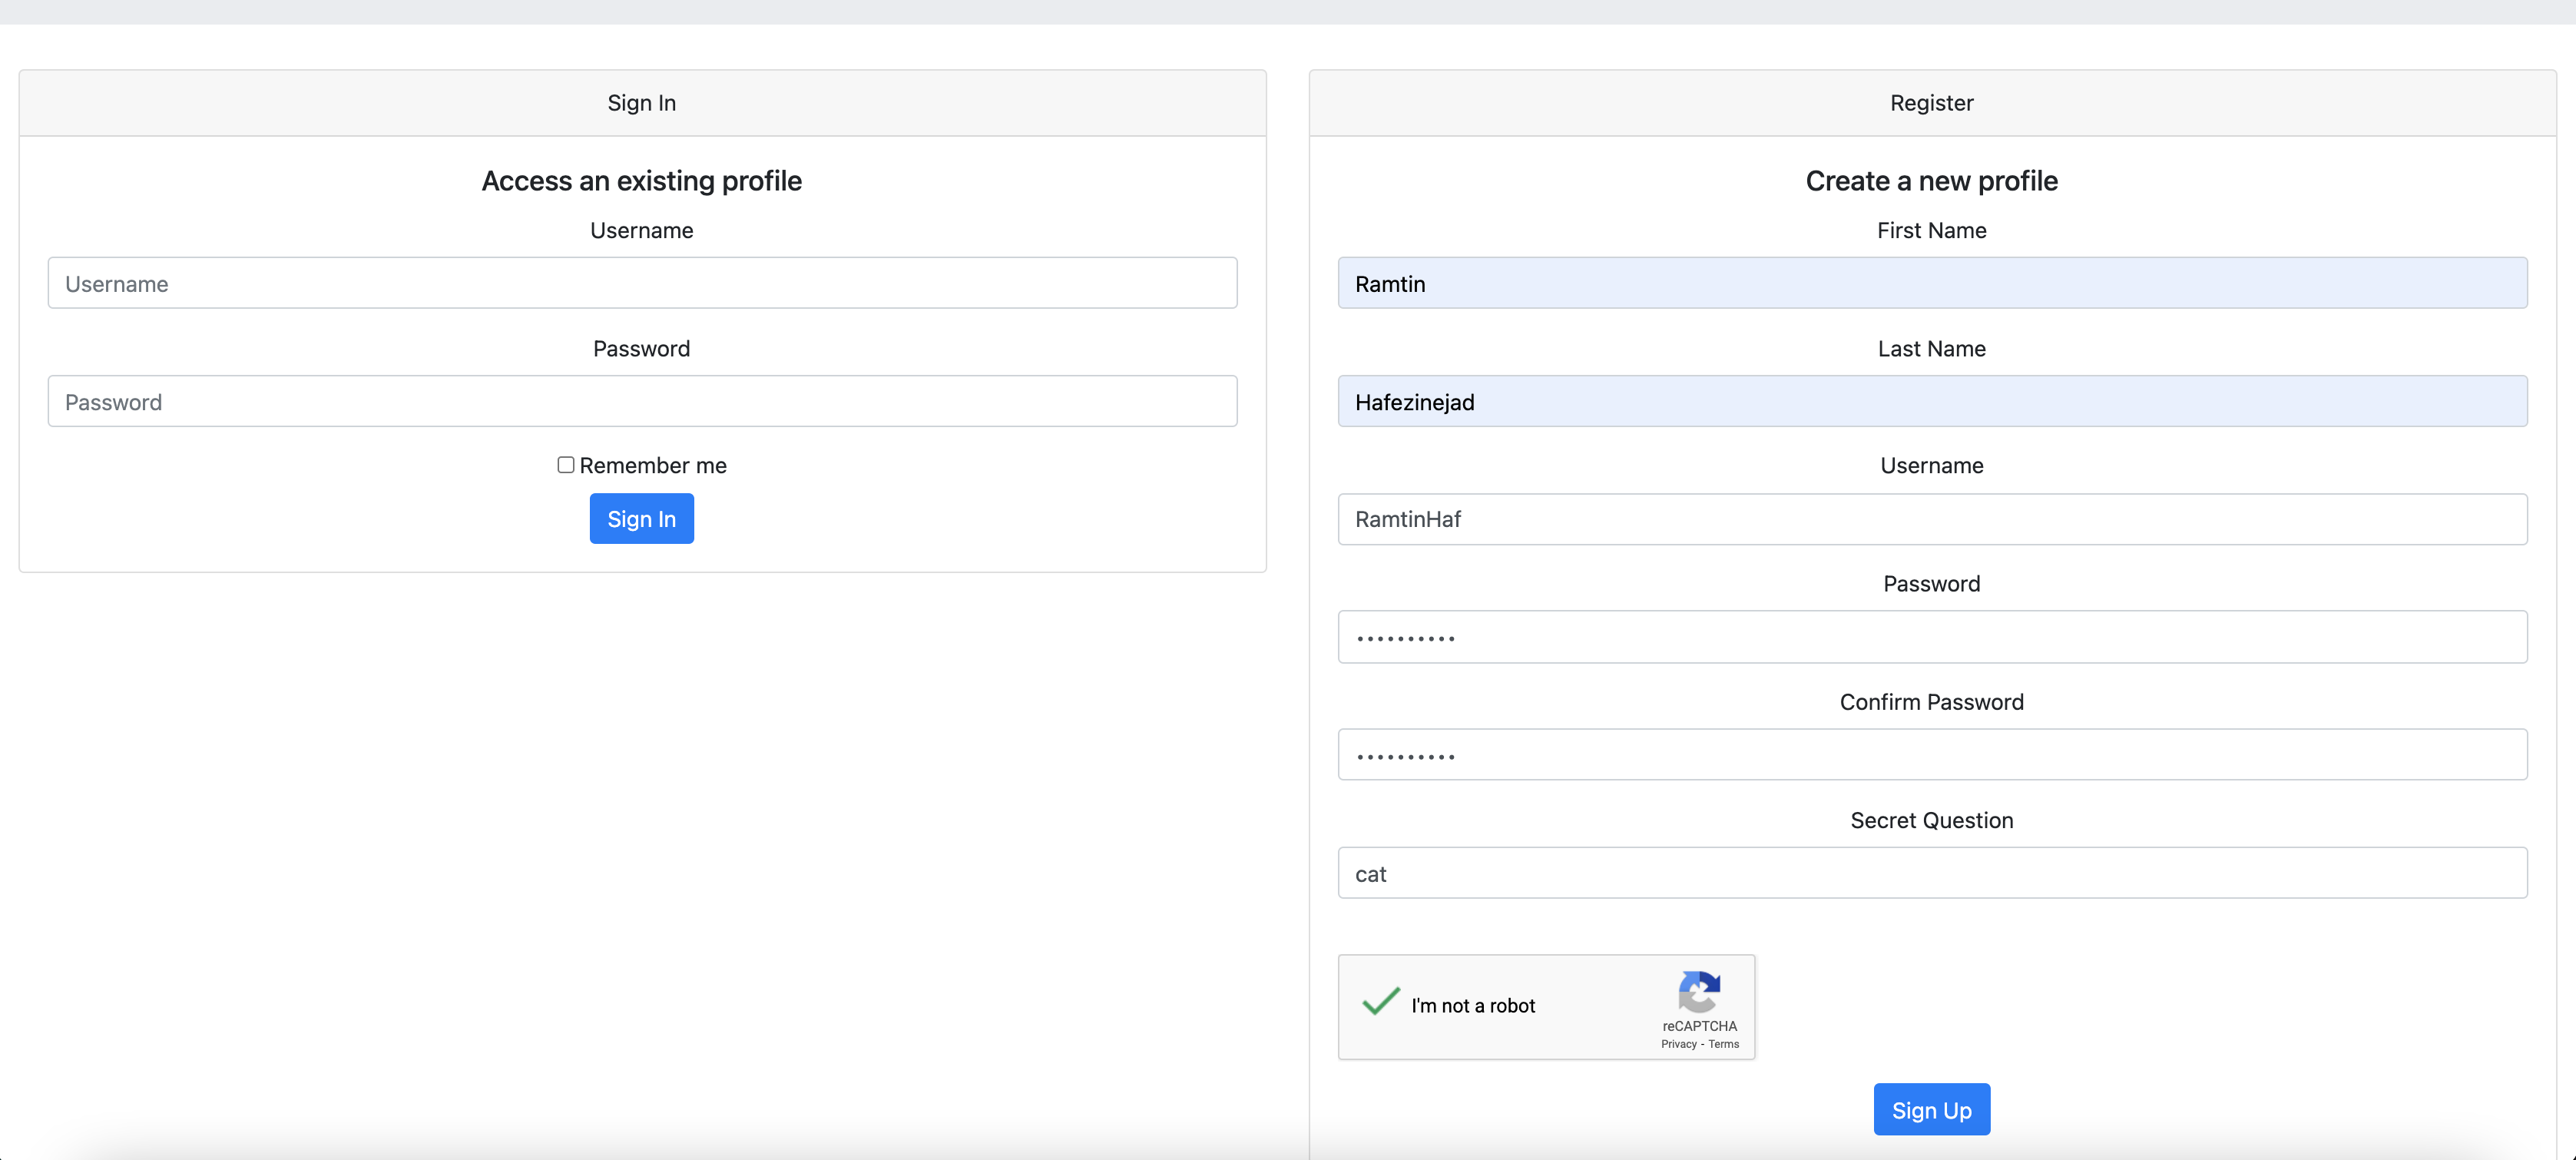 Sign In
Access an existing profile
Username
Username
Password
Password
Remember me
Sign In
Register
Create a new profile
First Name
Ramtin
Last Name
Hafezinejad
Username
RamtinHaf
Password
••••••••••
Confirm Password
••••••••••
Secret Question
cat
I'm not a robot
reCAPTCHA
Privacy - Terms
Sign Up